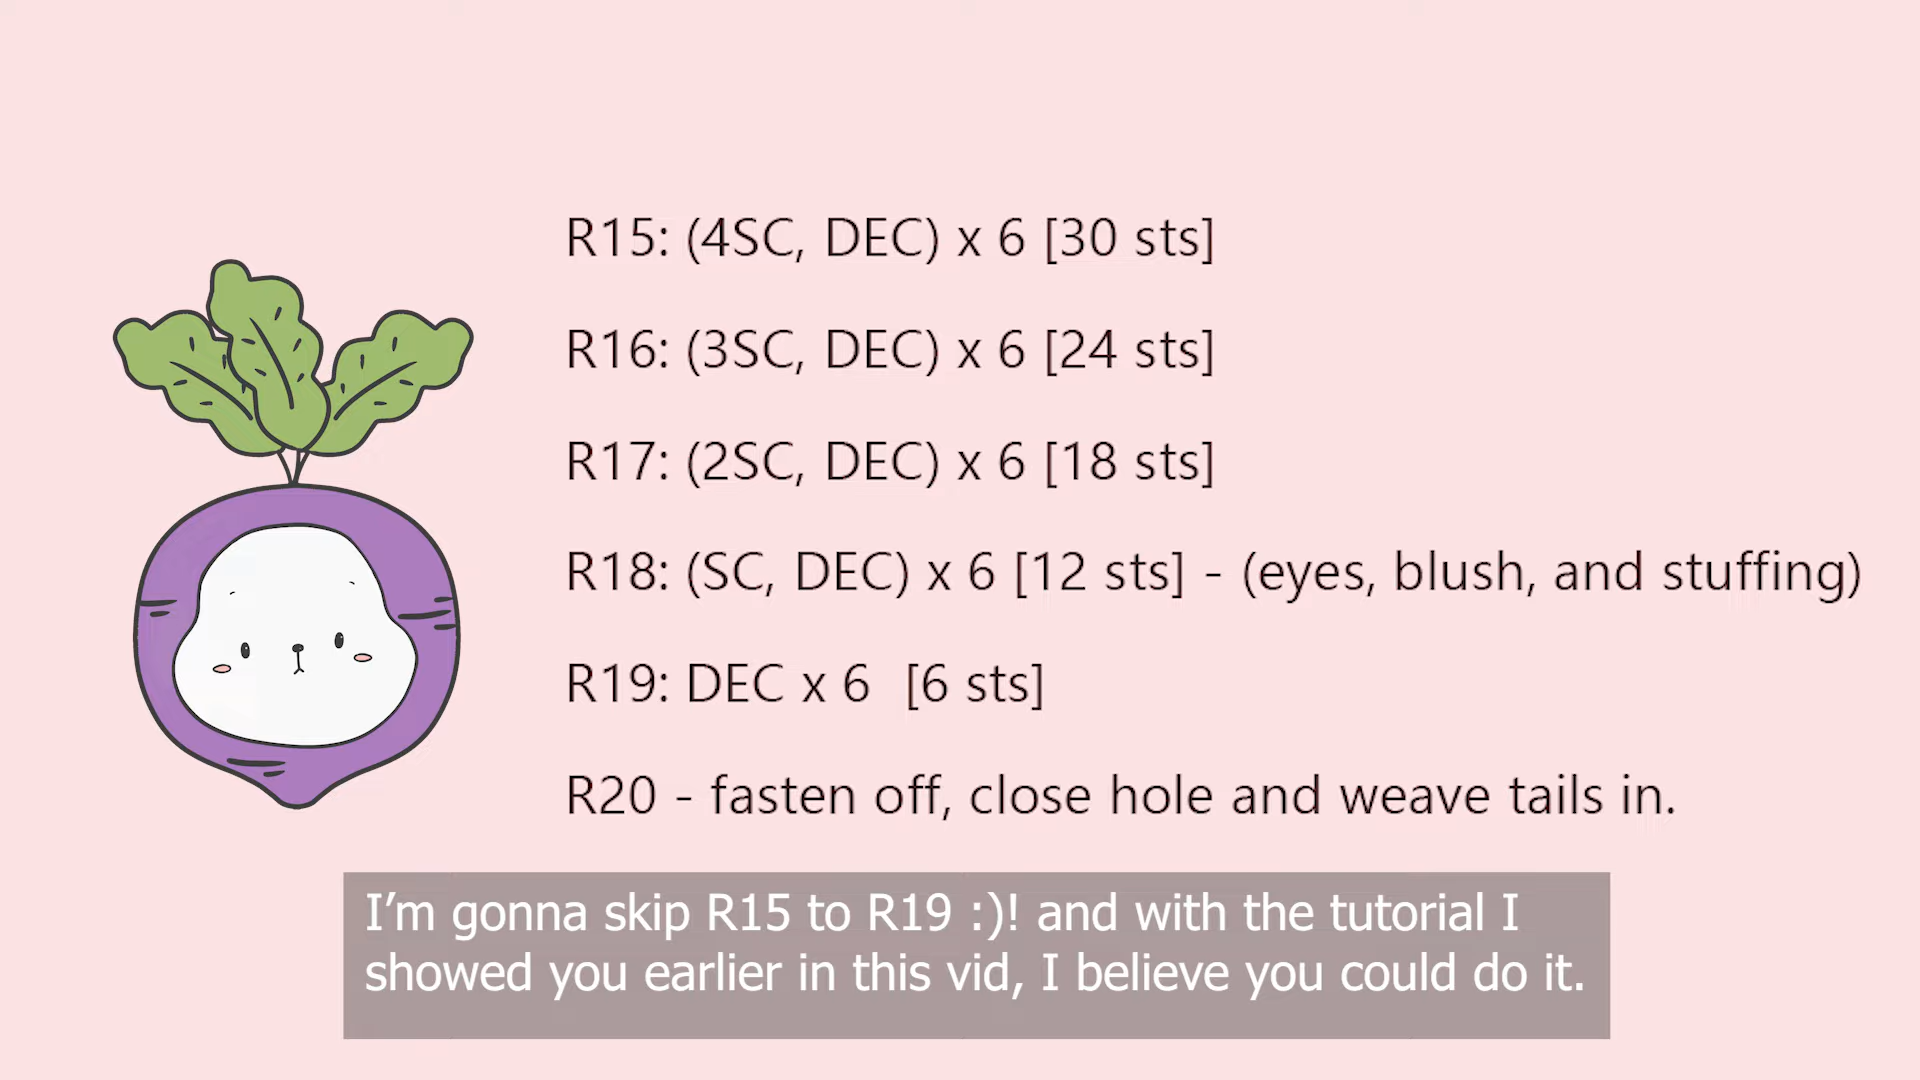 R15: (4SC, DEC) x 6 [30 sts]
R16: (3SC, DEC) x 6 [24 sts]
R17: (2SC, DEC) x 6 [18 sts]
R18: (SC, DEC) x 6 [12 sts] - (eyes, blush, and stuffing)
R19: DEC x 6  [6 sts]
R20 - fasten off, close hole and weave tails in.
I’m gonna skip R15 to R19 :)! and with the tutorial I
showed you earlier in this vid, I believe you could do it.